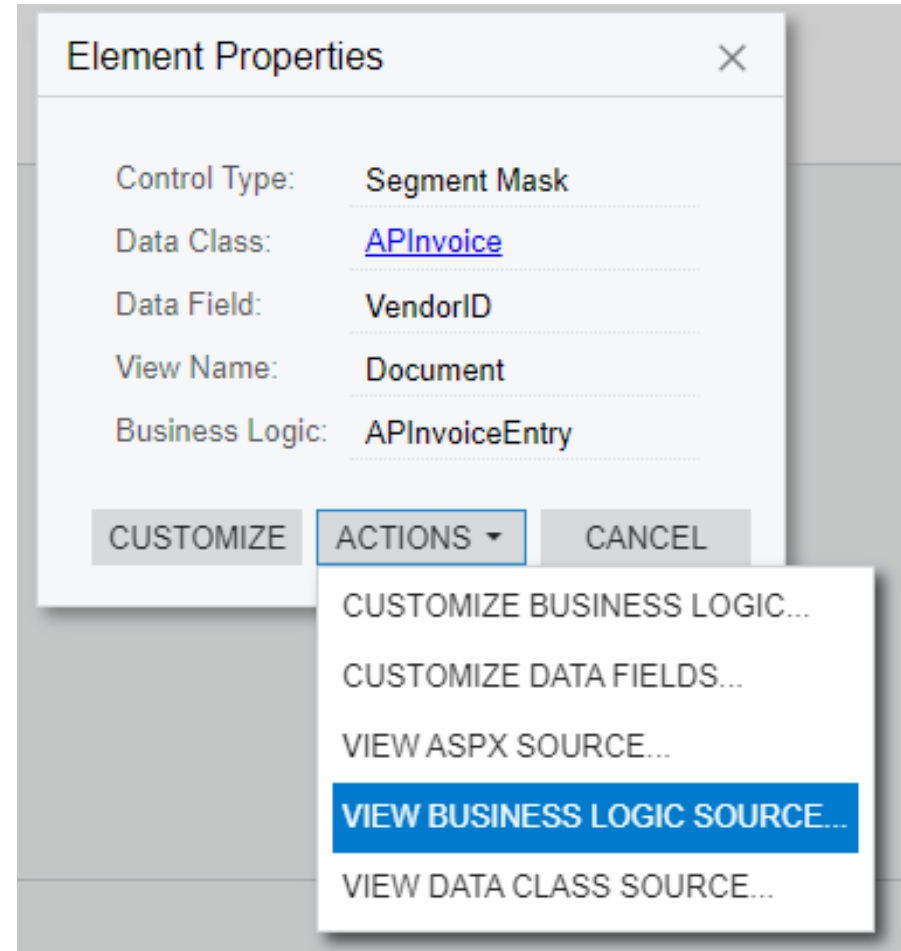 Element Properties
Control Type: Segment Mask
Data Class: APInvoice
Data Field: VendorID
View Name: Document
Business Logic: APInvoiceEntry
CUSTOMIZE ACTIONS CANCEL
CUSTOMIZE BUSINESS LOGIC...
CUSTOMIZE DATA FIELDS...
VIEW ASPX SOURCE...
VIEW BUSINESS LOGIC SOURCE...
VIEW DATA CLASS SOURCE...